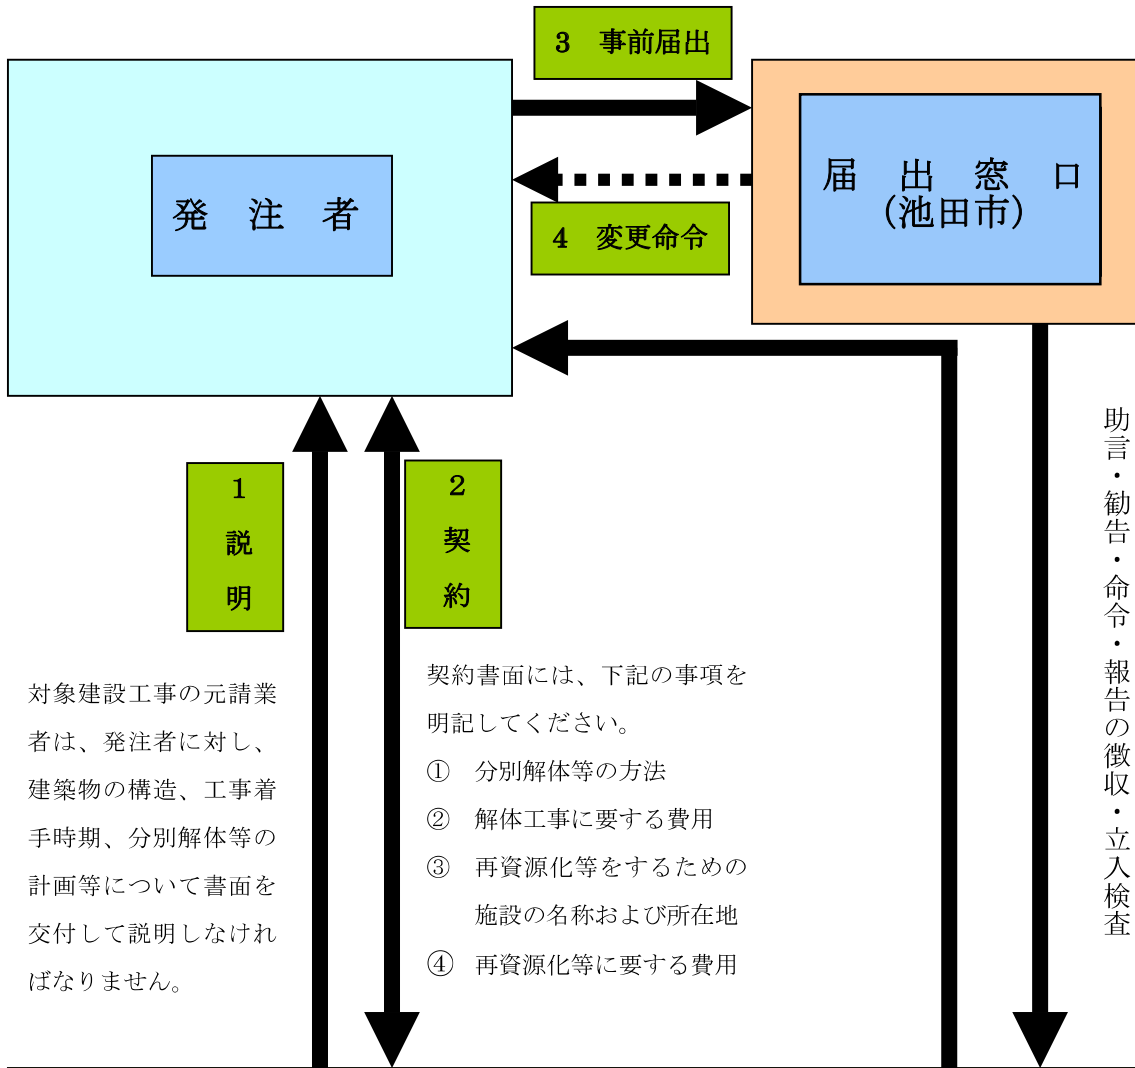 3　事前届出
発　注　者
届　出　窓　口
(池田市)
4　変更命令
1
説
明
2
契
約
対象建設工事の元請業
者は、発注者に対し、
建築物の構造、工事着
手時期、分別解体等の
計画等について書面を
交付して説明しなけれ
ばなりません。
契約書面には、下記の事項を
明記してください。
①　分別解体等の方法
②　解体工事に要する費用
③　再資源化等をするための
施設の名称および所在地
④　再資源化等に要する費用
助言・勧告・命令・報告の徴収・立入検査